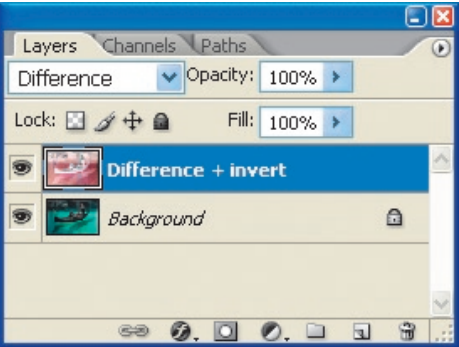 Layers Channels Paths
Difference Opacity: 100%
Lock: Fill: 100%
Difference + invert
Background